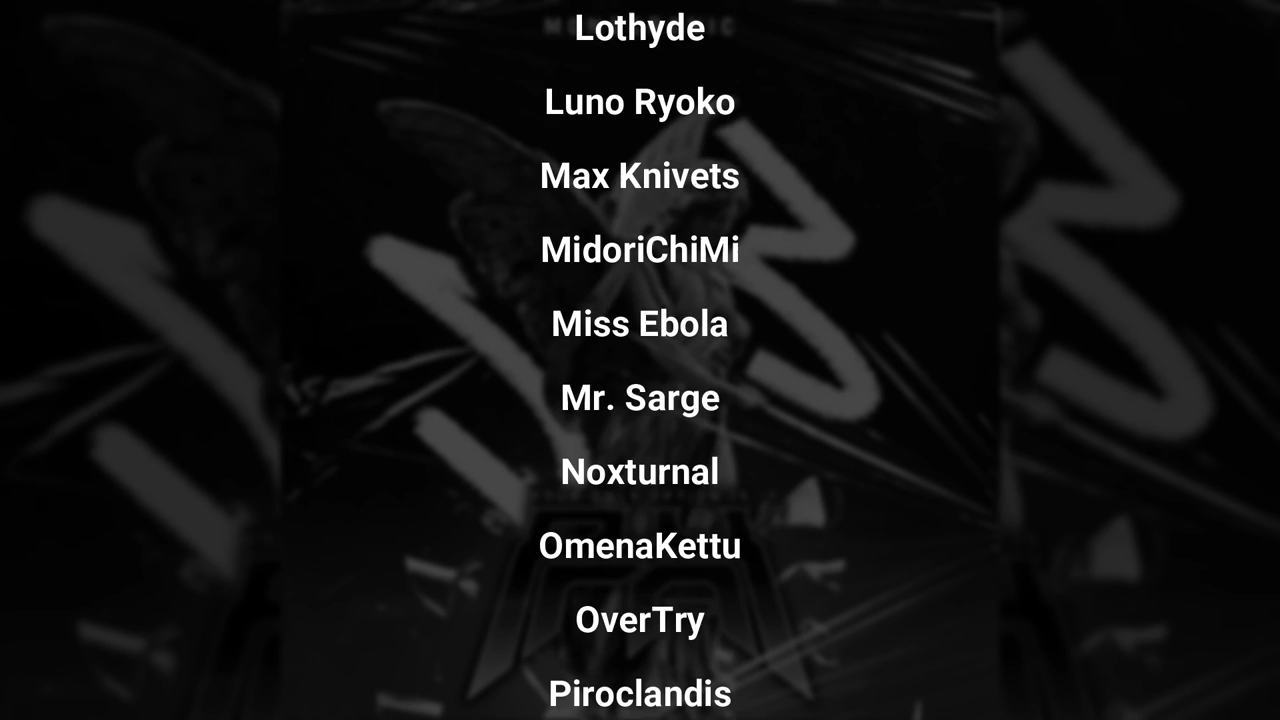 Lothyde
Luno Ryoko
Max Knivets
MidoriChiMi
Miss Ebola
Mr. Sarge
Noxturnal
OmenaKettu
OverTry
Piroclandis